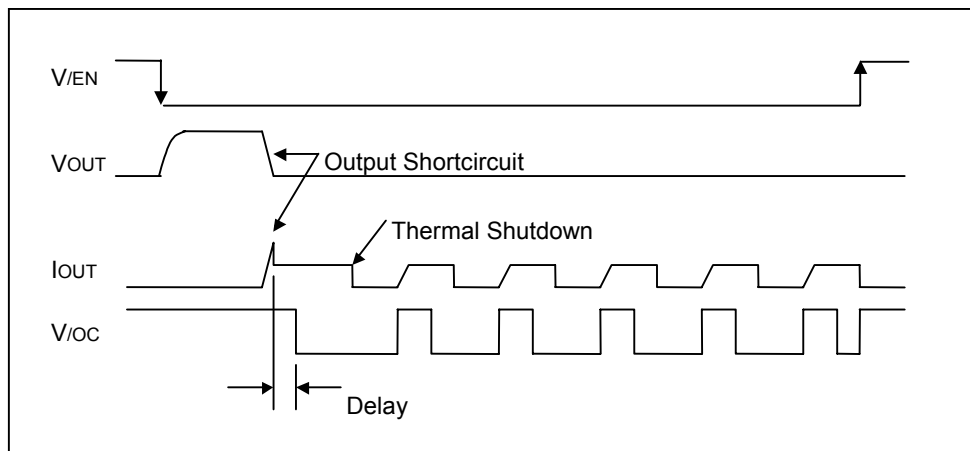 V/EN
VOUT
Output Shortcircuit
Thermal Shutdown
IOUT
V/OC
Delay